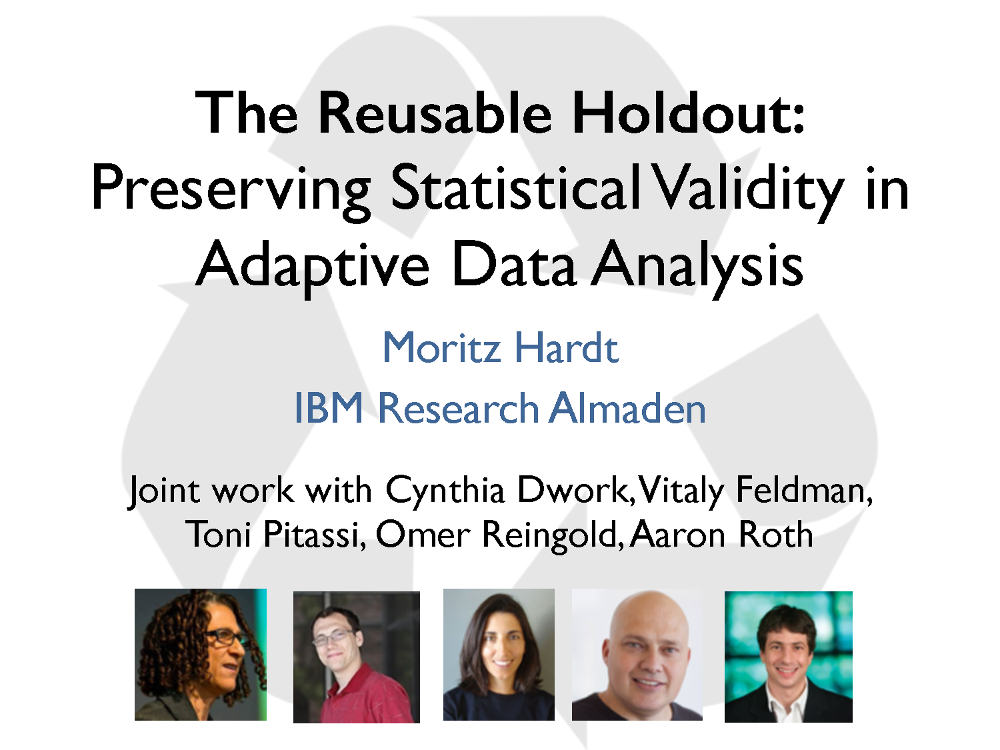 The Reusable Holdout:
Preserving Statistical Validity in
Adaptive Data Analysis
Moritz Hardt
IBM Research Almaden
Joint work with Cynthia Dwork, Vitaly Feldman,
Toni Pitassi, Omer Reingold, Aaron Roth